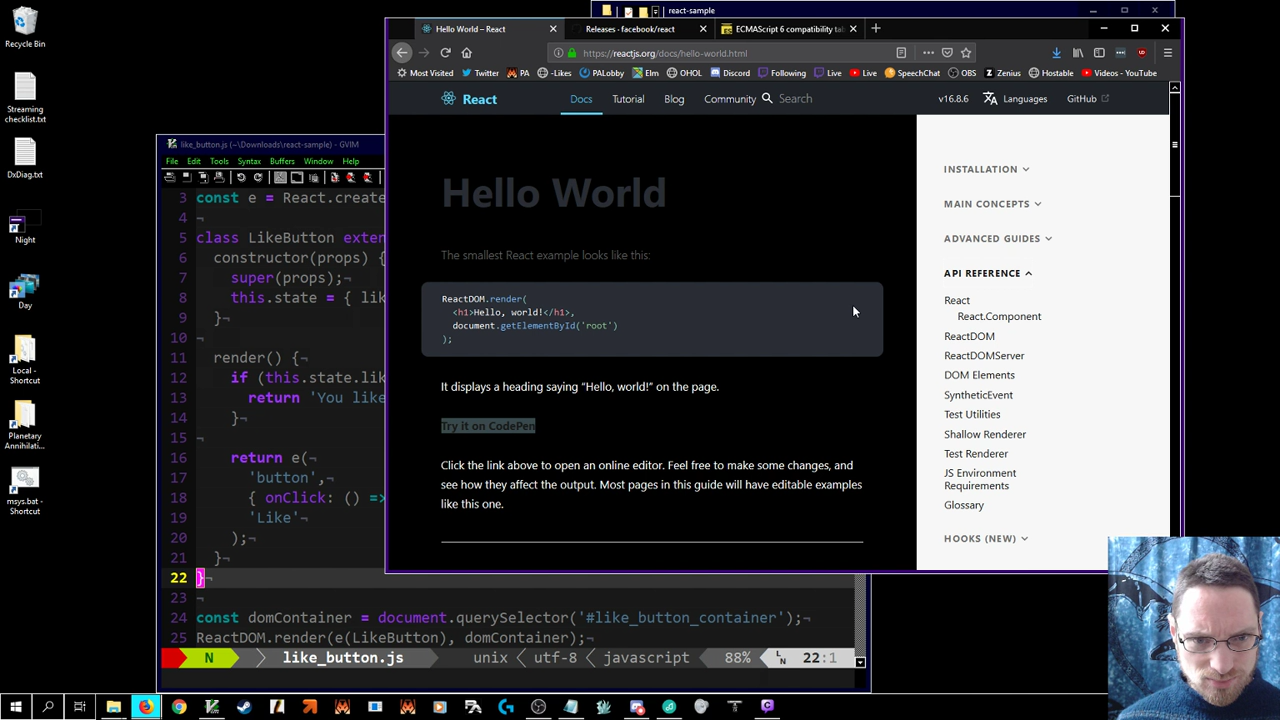 react-sample
Hello World – React
Releases · facebook/react
ECMAScript 6 compatibility tab
https://reactjs.org/docs/hello-world.html
Most Visited
Twitter
PA
-Likes
PALobby
Elm
OHOL
Discord
Following
Live
Live
SpeechChat
OBS
Zenius
Hostable
Videos - YouTube
React
Docs
Tutorial
Blog
Community
Search
v16.8.6
Languages
GitHub
Hello World
The smallest React example looks like this:
ReactDOM.render(
<h1>Hello, world!</h1>,
document.getElementById('root')
);
It displays a heading saying “Hello, world!” on the page.
Try it on CodePen
Click the link above to open an online editor. Feel free to make some changes, and
see how they affect the output. Most pages in this guide will have editable examples
like this one.
INSTALLATION
MAIN CONCEPTS
ADVANCED GUIDES
API REFERENCE
React
React.Component
ReactDOM
ReactDOMServer
DOM Elements
SyntheticEvent
Test Utilities
Shallow Renderer
Test Renderer
JS Environment
Requirements
Glossary
HOOKS (NEW)
like_button.js (~\Downloads\react-sample) - GVIM
File Edit Tools Syntax Buffers Window Help
3 const e = React.create
4 ¬
5 class LikeButton exten
6 constructor(props) {
7 super(props);¬
8 this.state = { lik
9 }¬
10 ¬
11 render() {¬
12 if (this.state.lik
13 return 'You like
14 }¬
15 ¬
16 return e(¬
17 'button',¬
18 { onClick: () =>
19 'Like'¬
20 );¬
21 }¬
22 }¬
23 ¬
24 const domContainer = document.querySelector('#like_button_container');¬
25 ReactDOM.render(e(LikeButton), domContainer);¬
N like_button.js unix utf-8 javascript 88% LN 22:1
Recycle Bin
Streaming
checklist.txt
DxDiag.txt
Night
Day
Local -
Shortcut
Planetary
Annihilati...
msys.bat -
Shortcut